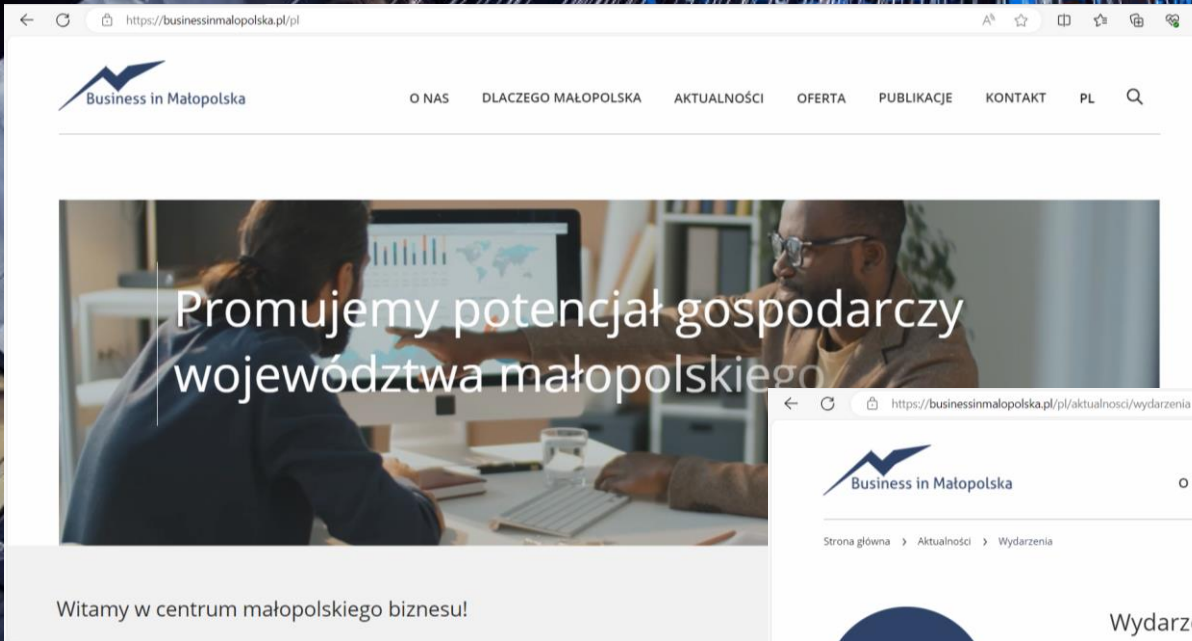 https://businessinmalopolska.pl/pl
Business in Małopolska
O NAS DLACZEGO MAŁOPOLSKA AKTUALNOŚCI OFERTA PUBLIKACJE KONTAKT PL
Promujemy potencjał gospodarczy
województwa małopolskiego
Witamy w centrum małopolskiego biznesu!
https://businessinmalopolska.pl/pl/aktualnosci/wydarzenia
Business in Małopolska
O
Strona główna > Aktualności > Wydarzenia